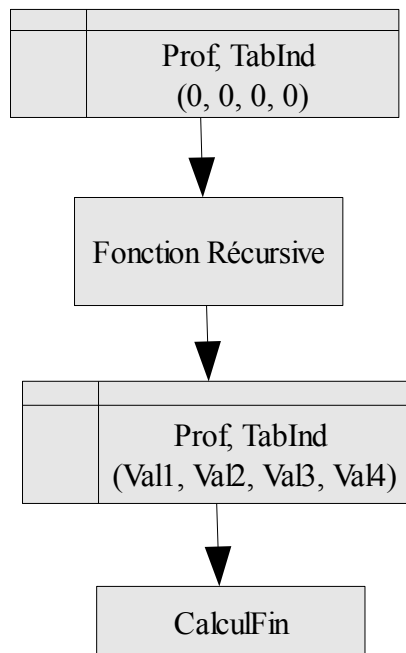 Prof, TabInd
(0, 0, 0, 0)
Fonction Récursive
Prof, TabInd
(Val1, Val2, Val3, Val4)
CalculFin